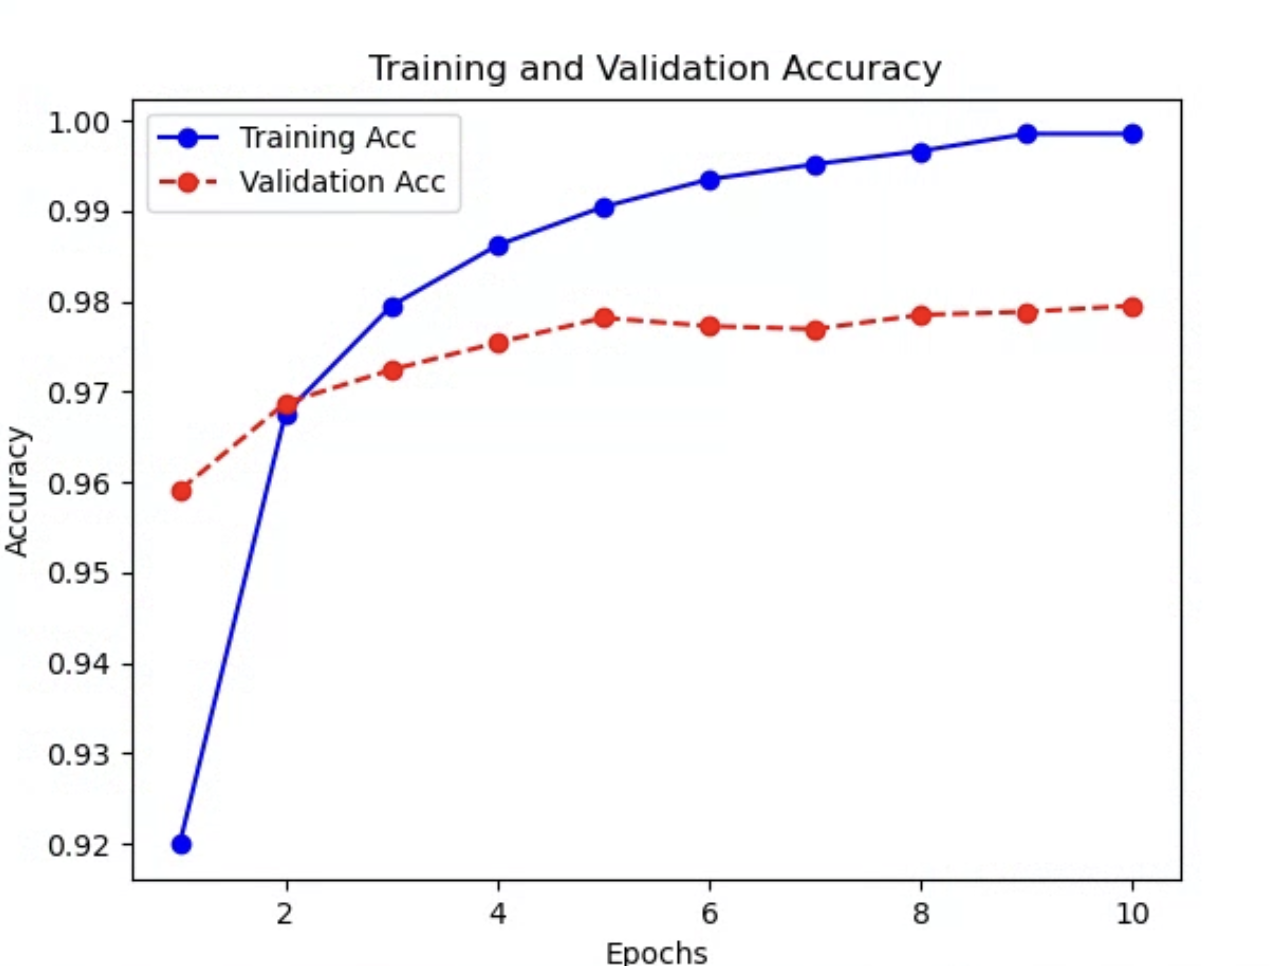 Training and Validation Accuracy
Training Acc
Validation Acc
1.00
0.99
0.98
0.97
0.96
0.95
0.94
0.93
0.92
Accuracy
2
4
6
8
10
Epochs